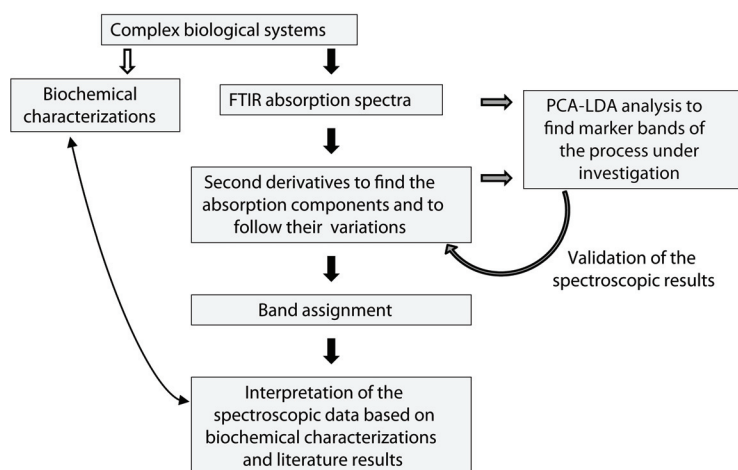 Complex biological systems
Biochemical
characterizations
FTIR absorption spectra
PCA-LDA analysis to
find marker bands of
the process under
investigation
Second derivatives to find the
absorption components and to
follow their variations
Validation of the
spectroscopic results
Band assignment
Interpretation of the
spectroscopic data based on
biochemical characterizations
and literature results